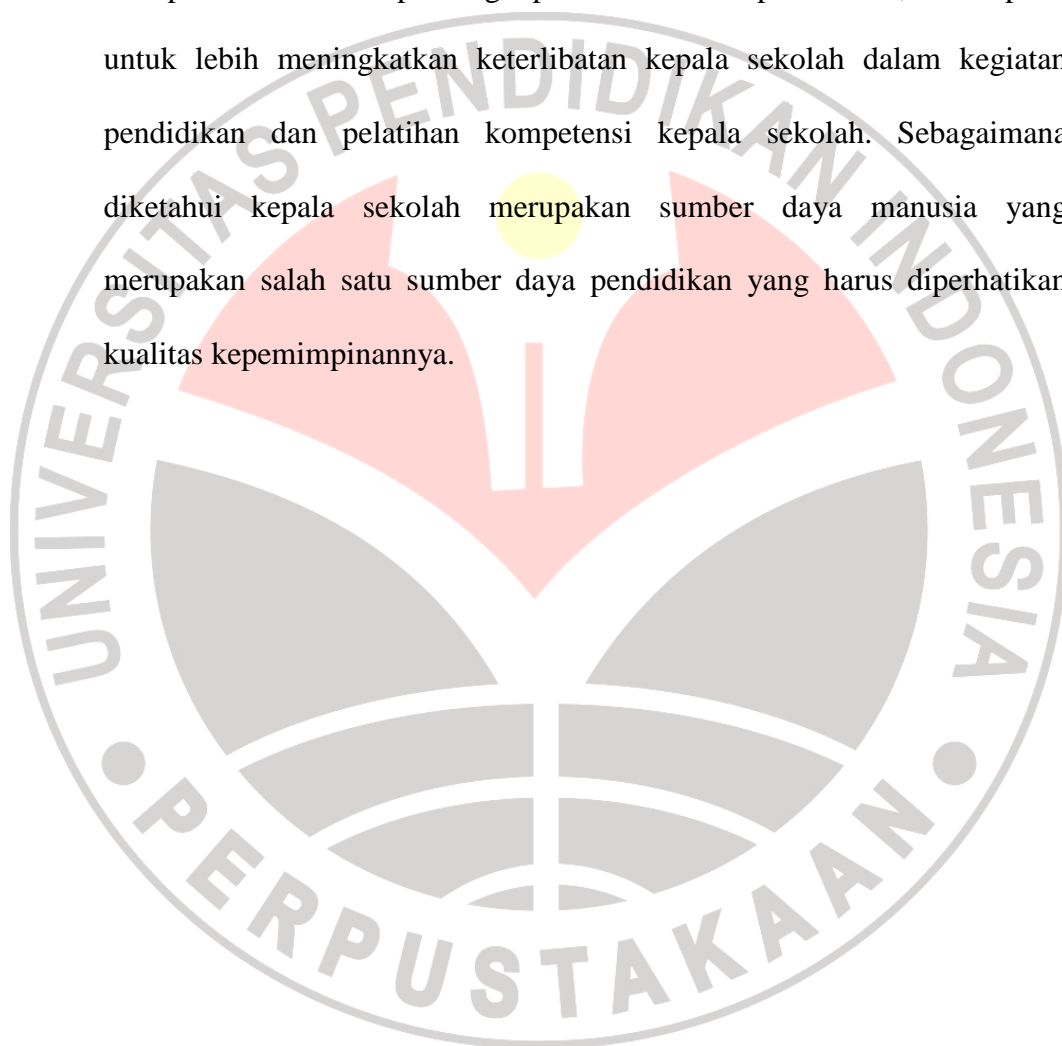 untuk lebih meningkatkan keterlibatan kepala sekolah dalam kegiatan
pendidikan dan pelatihan kompetensi kepala sekolah. Sebagaimana
diketahui kepala sekolah merupakan sumber daya manusia yang
merupakan salah satu sumber daya pendidikan yang harus diperhatikan
kualitas kepemimpinannya.
UNIVERSITAS PENDIDIKAN INDONESIA
PERPUSTAKAAN